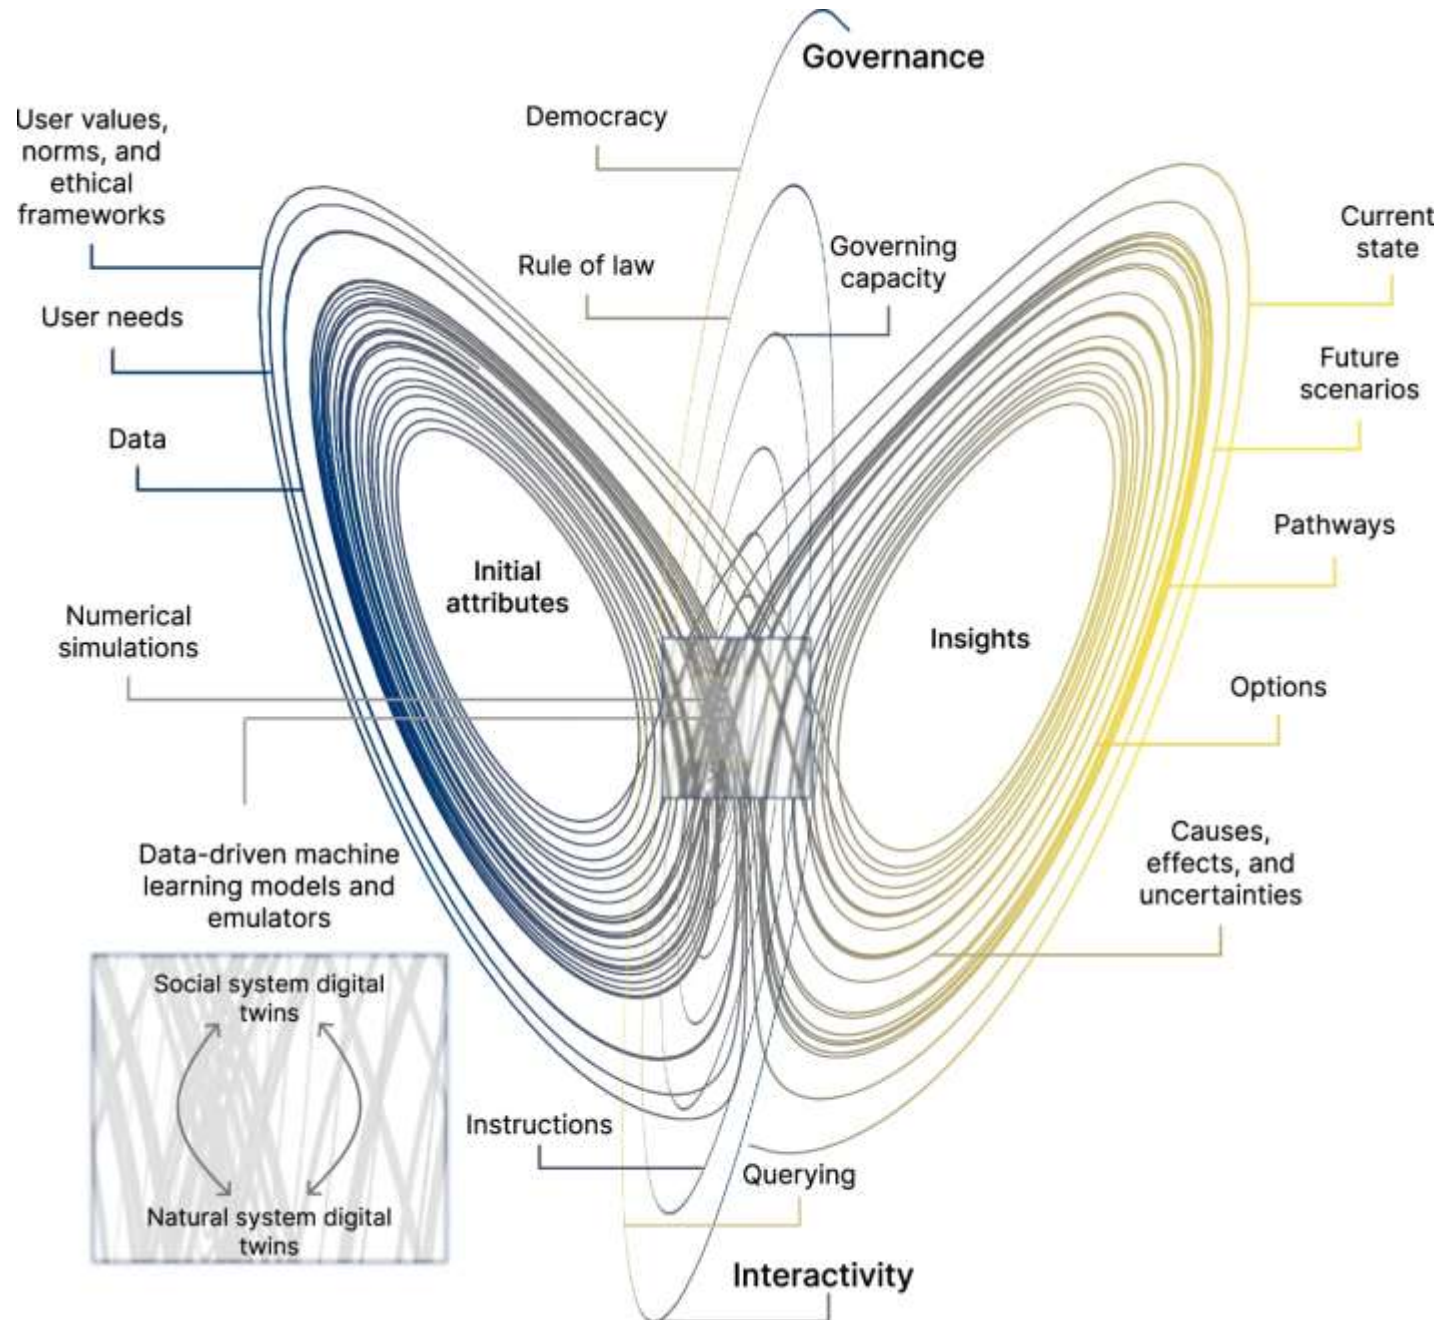 Governance
Democracy
Rule of law
Governing
capacity
User values,
norms, and
ethical
frameworks
User needs
Data
Numerical
simulations
Data-driven machine
learning models and
emulators
Initial
attributes
Insights
Current
state
Future
scenarios
Pathways
Options
Causes,
effects, and
uncertainties
Social system digital
twins
Natural system digital
twins
Instructions
Querying
Interactivity